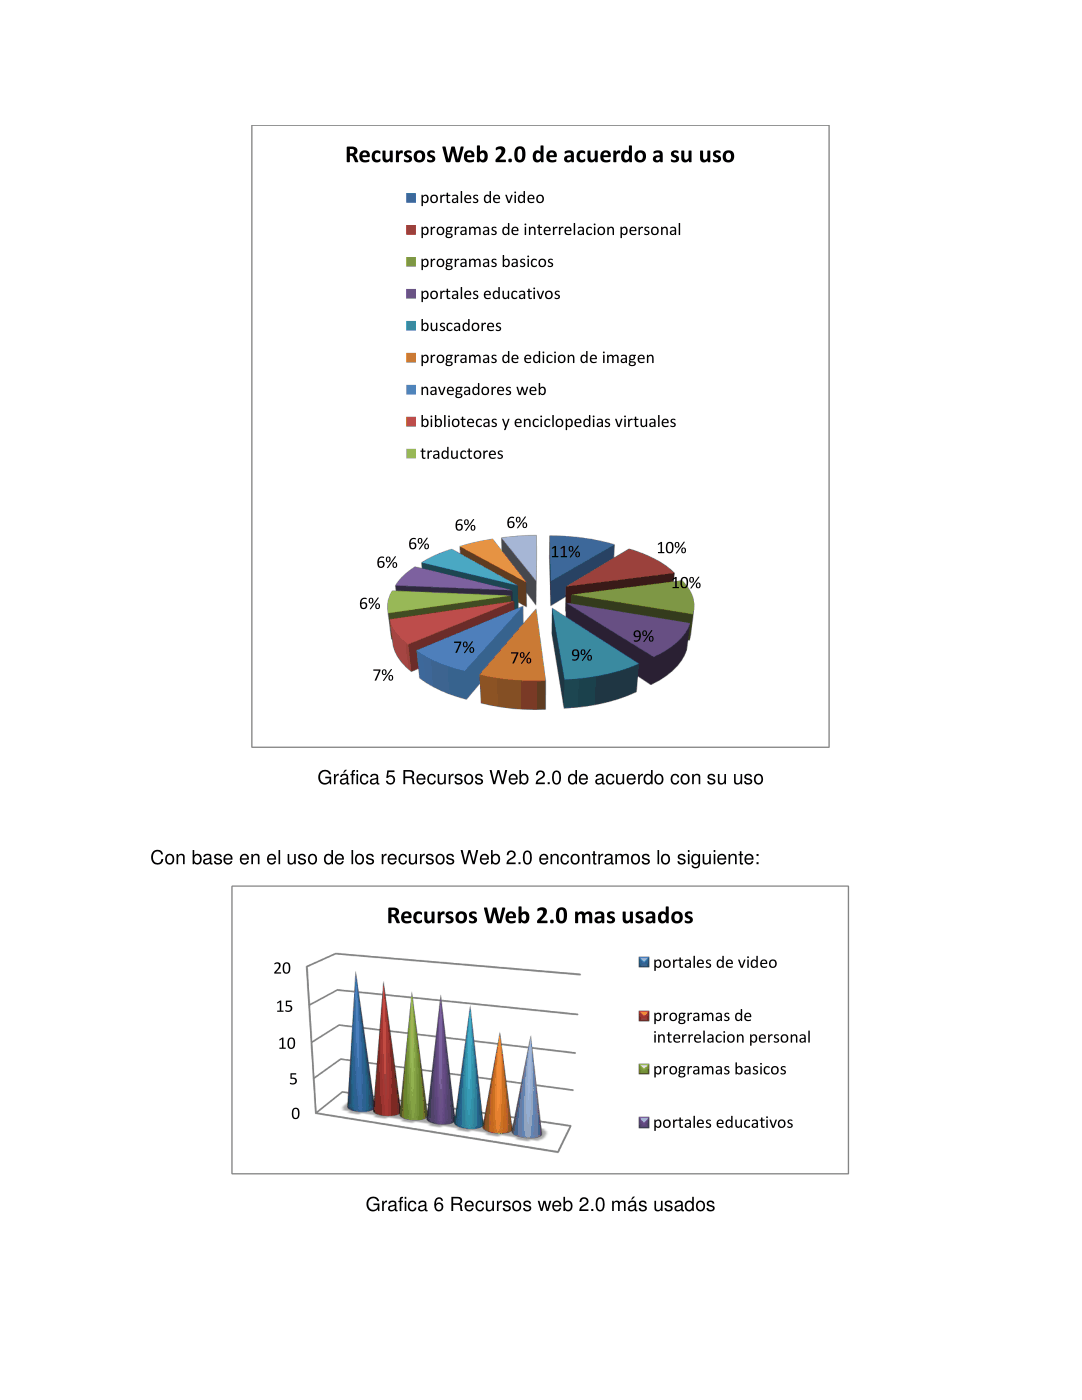 Recursos Web 2.0 de acuerdo a su uso
portales de video
programas de interrelacion personal
programas basicos
portales educativos
buscadores
programas de edicion de imagen
navegadores web
bibliotecas y enciclopedias virtuales
traductores
6%
6%
11%
10%
6%
6%
10%
6%
9%
7%
7%
9%
7%
Gráfica 5 Recursos Web 2.0 de acuerdo con su uso
Con base en el uso de los recursos Web 2.0 encontramos lo siguiente:
Recursos Web 2.0 mas usados
20
15
10
5
0
portales de video
programas de
interrelacion personal
programas basicos
portales educativos
Grafica 6 Recursos web 2.0 más usados